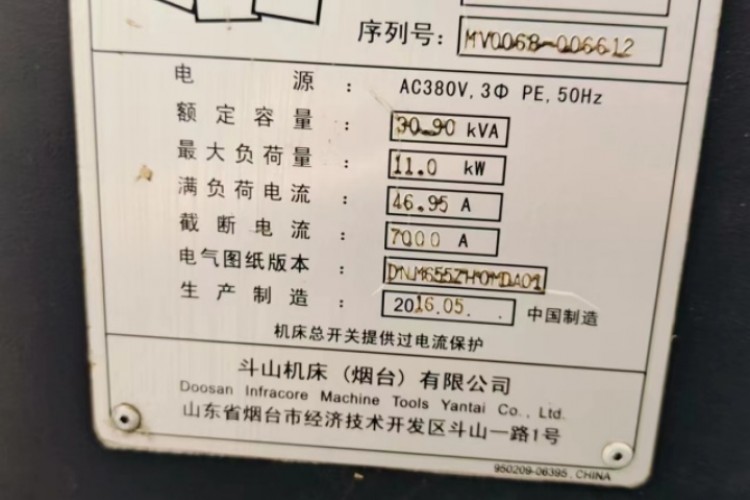 序列号: MV0068-006612
电源: AC380V, 3Φ PE, 50Hz
额定容量: 30.90 kVA
最大负荷量: 11.0 kW
满负荷电流: 46.95 A
截断电流: 7000 A
电气图纸版本: DNM655ZH0MDA01
生产制造: 2016.05. . 中国制造
机床总开关提供过电流保护
斗山机床（烟台）有限公司
Doosan Infracore Machine Tools Yantai Co., Ltd.
山东省烟台市经济技术开发区斗山一路1号
950209-06395, CHINA